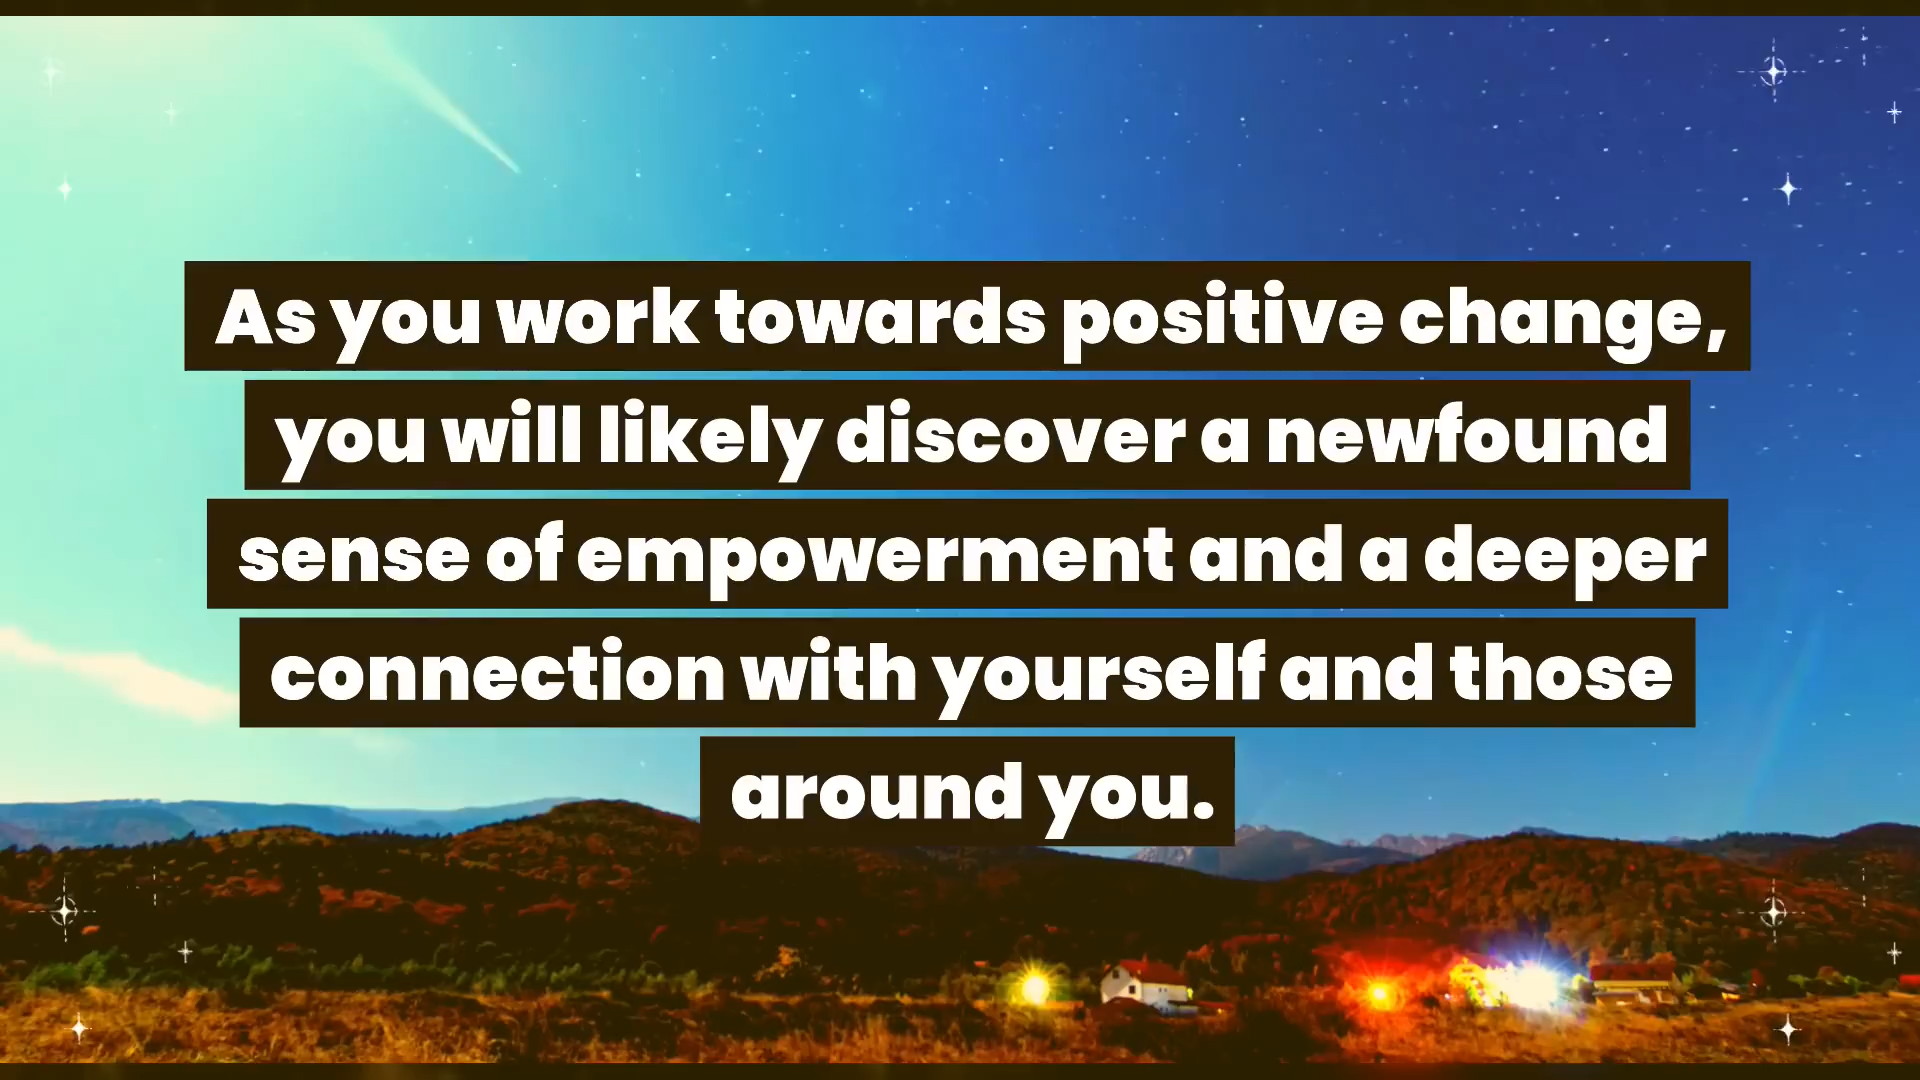 As you work towards positive change,
you will likely discover a newfound
sense of empowerment and a deeper
connection with yourself and those
around you.